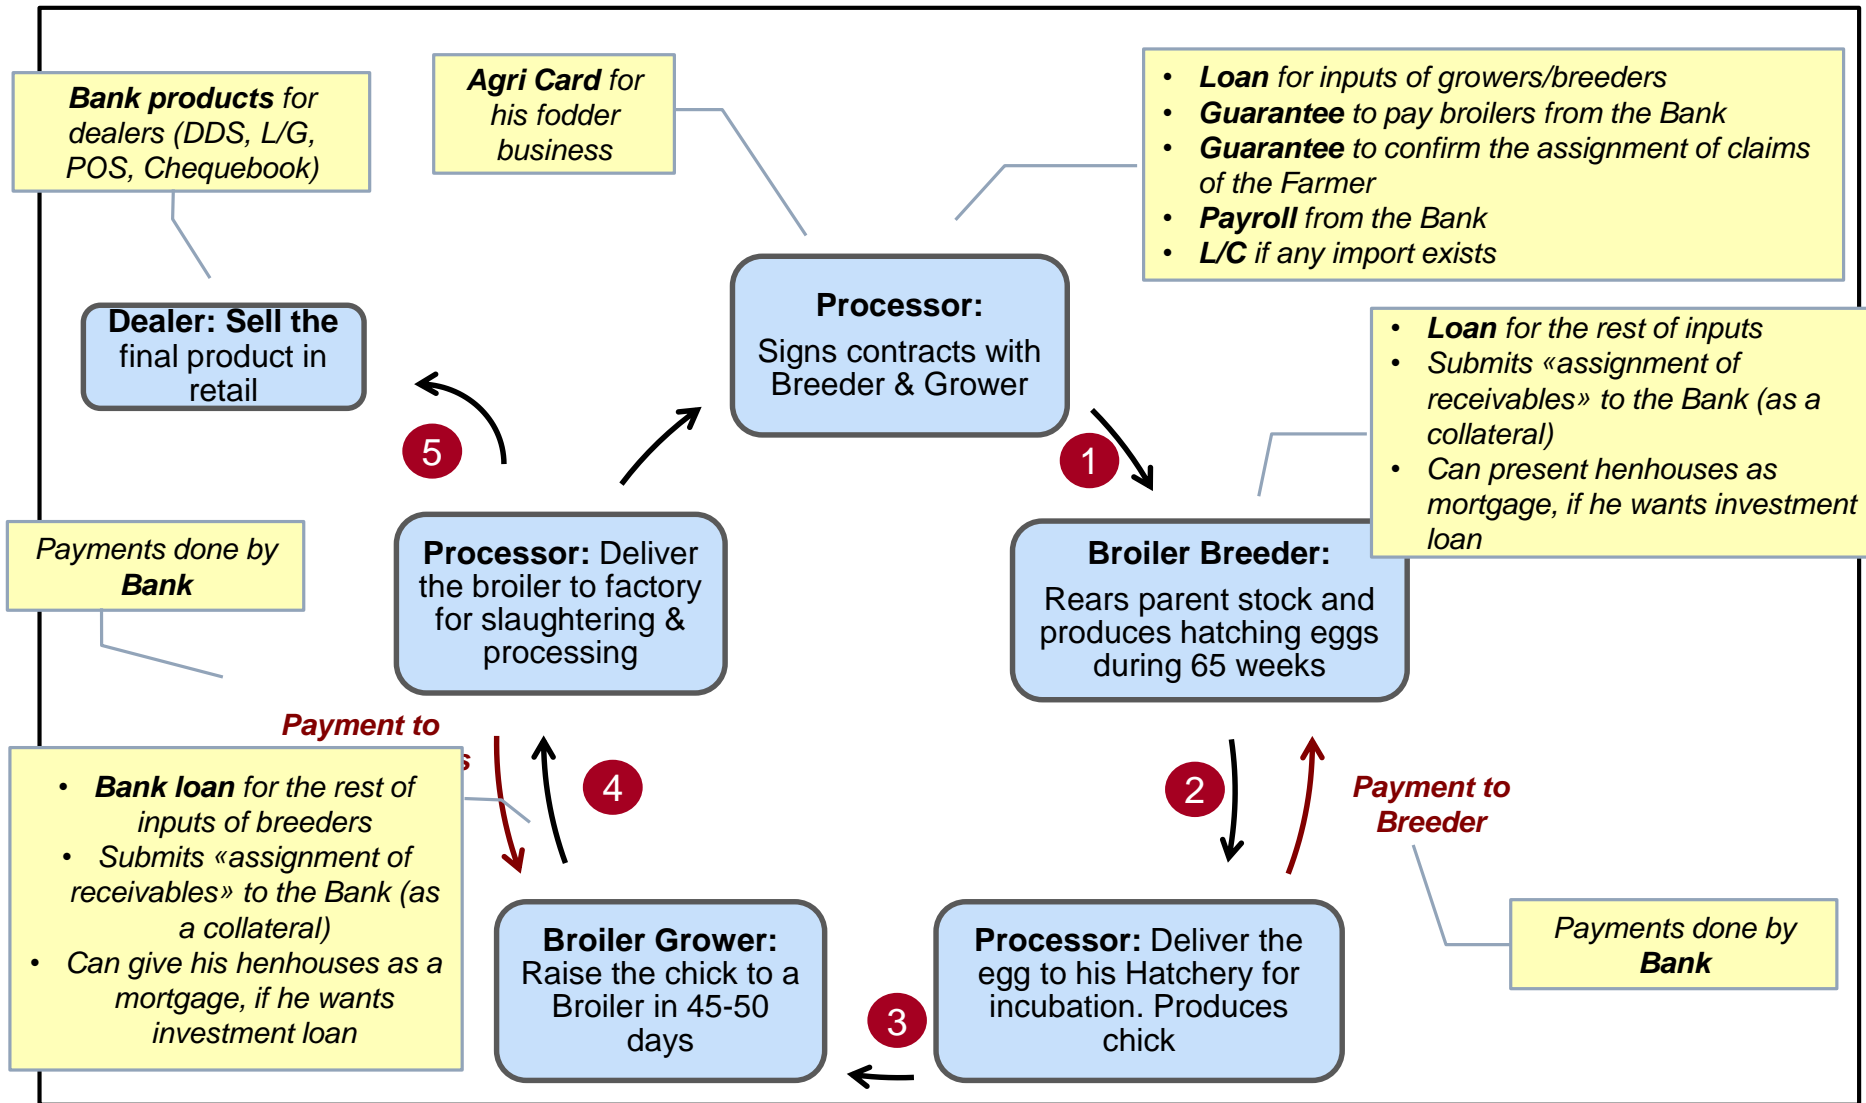 Bank products for
dealers (DDS, L/G,
POS, Chequebook)
Agri Card for
his fodder
business
• Loan for inputs of growers/breeders
• Guarantee to pay broilers from the Bank
• Guarantee to confirm the assignment of claims
of the Farmer
• Payroll from the Bank
• L/C if any import exists
Processor:
Signs contracts with
Breeder & Grower
Dealer: Sell the
final product in
retail
• Loan for the rest of inputs
• Submits «assignment of
receivables» to the Bank (as a
collateral)
• Can present henhouses as
mortgage, if he wants investment
loan
5
1
Payments done by
Bank
Processor: Deliver
the broiler to factory
for slaughtering &
processing
Broiler Breeder:
Rears parent stock and
produces hatching eggs
during 65 weeks
Payment to
s
• Bank loan for the rest of
inputs of breeders
• Submits «assignment of
receivables» to the Bank (as
a collateral)
• Can give his henhouses as a
mortgage, if he wants
investment loan
4
2
Payment to
Breeder
Broiler Grower:
Raise the chick to a
Broiler in 45-50
days
3
Processor: Deliver the
egg to his Hatchery for
incubation. Produces
chick
Payments done by
Bank